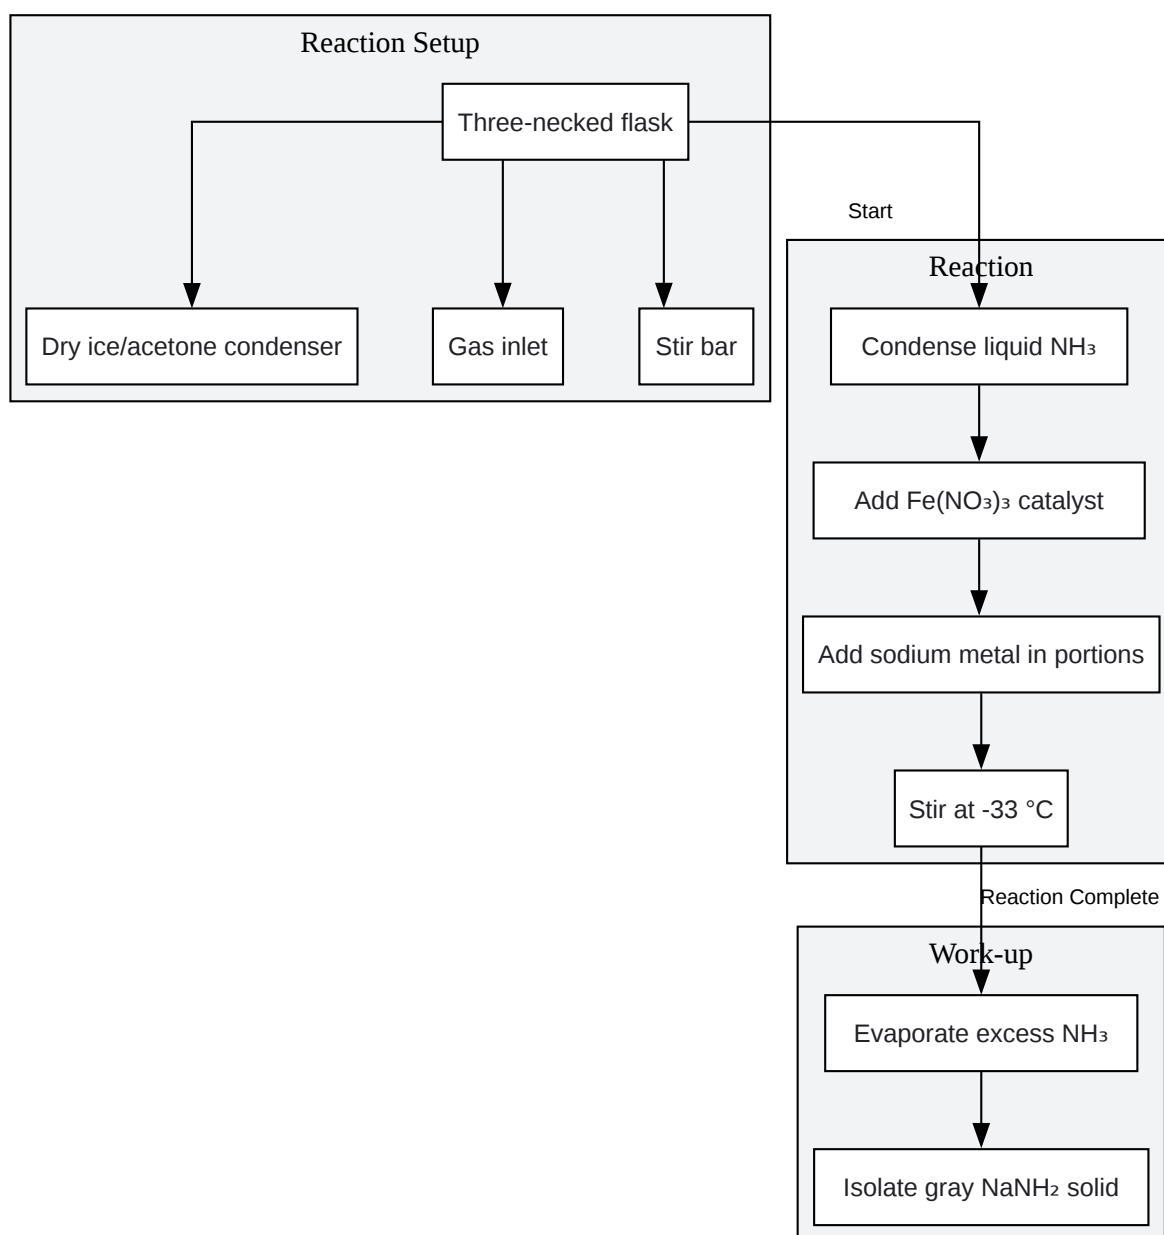 Reaction Setup
Three-necked flask
Start
Dry ice/acetone condenser
Gas inlet
Stir bar
Reaction
Condense liquid NH₃
Add Fe(NO₃)₃ catalyst
Add sodium metal in portions
Stir at -33 °C
Reaction Complete
Work-up
Evaporate excess NH₃
Isolate gray NaNH₂ solid